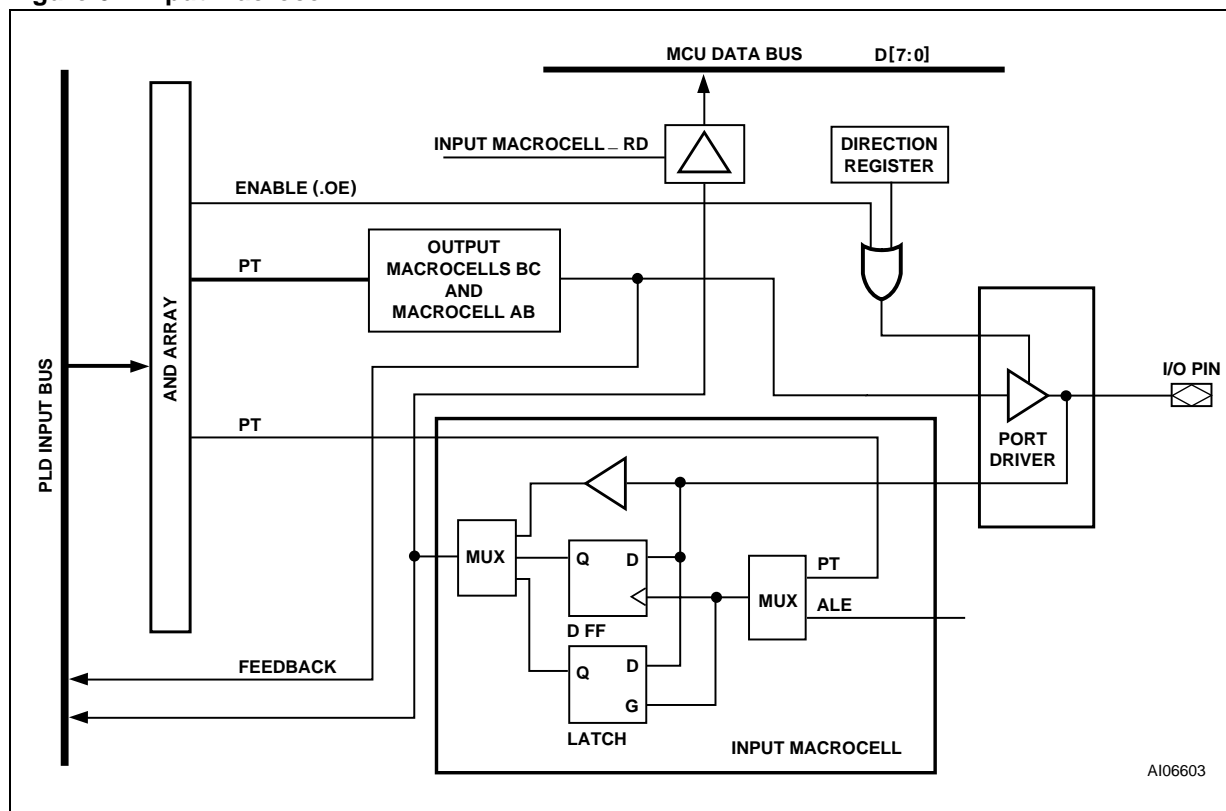 MCU DATA BUS D[7:0]
INPUT MACROCELL_ RD
DIRECTION
REGISTER
ENABLE (.OE)
PT
OUTPUT
MACROCELLS BC
AND
MACROCELL AB
AND ARRAY
PLD INPUT BUS
I/O PIN
PORT
DRIVER
PT
MUX
Q D
D FF
MUX
PT
ALE
Q D
G
LATCH
FEEDBACK
INPUT MACROCELL
AI06603